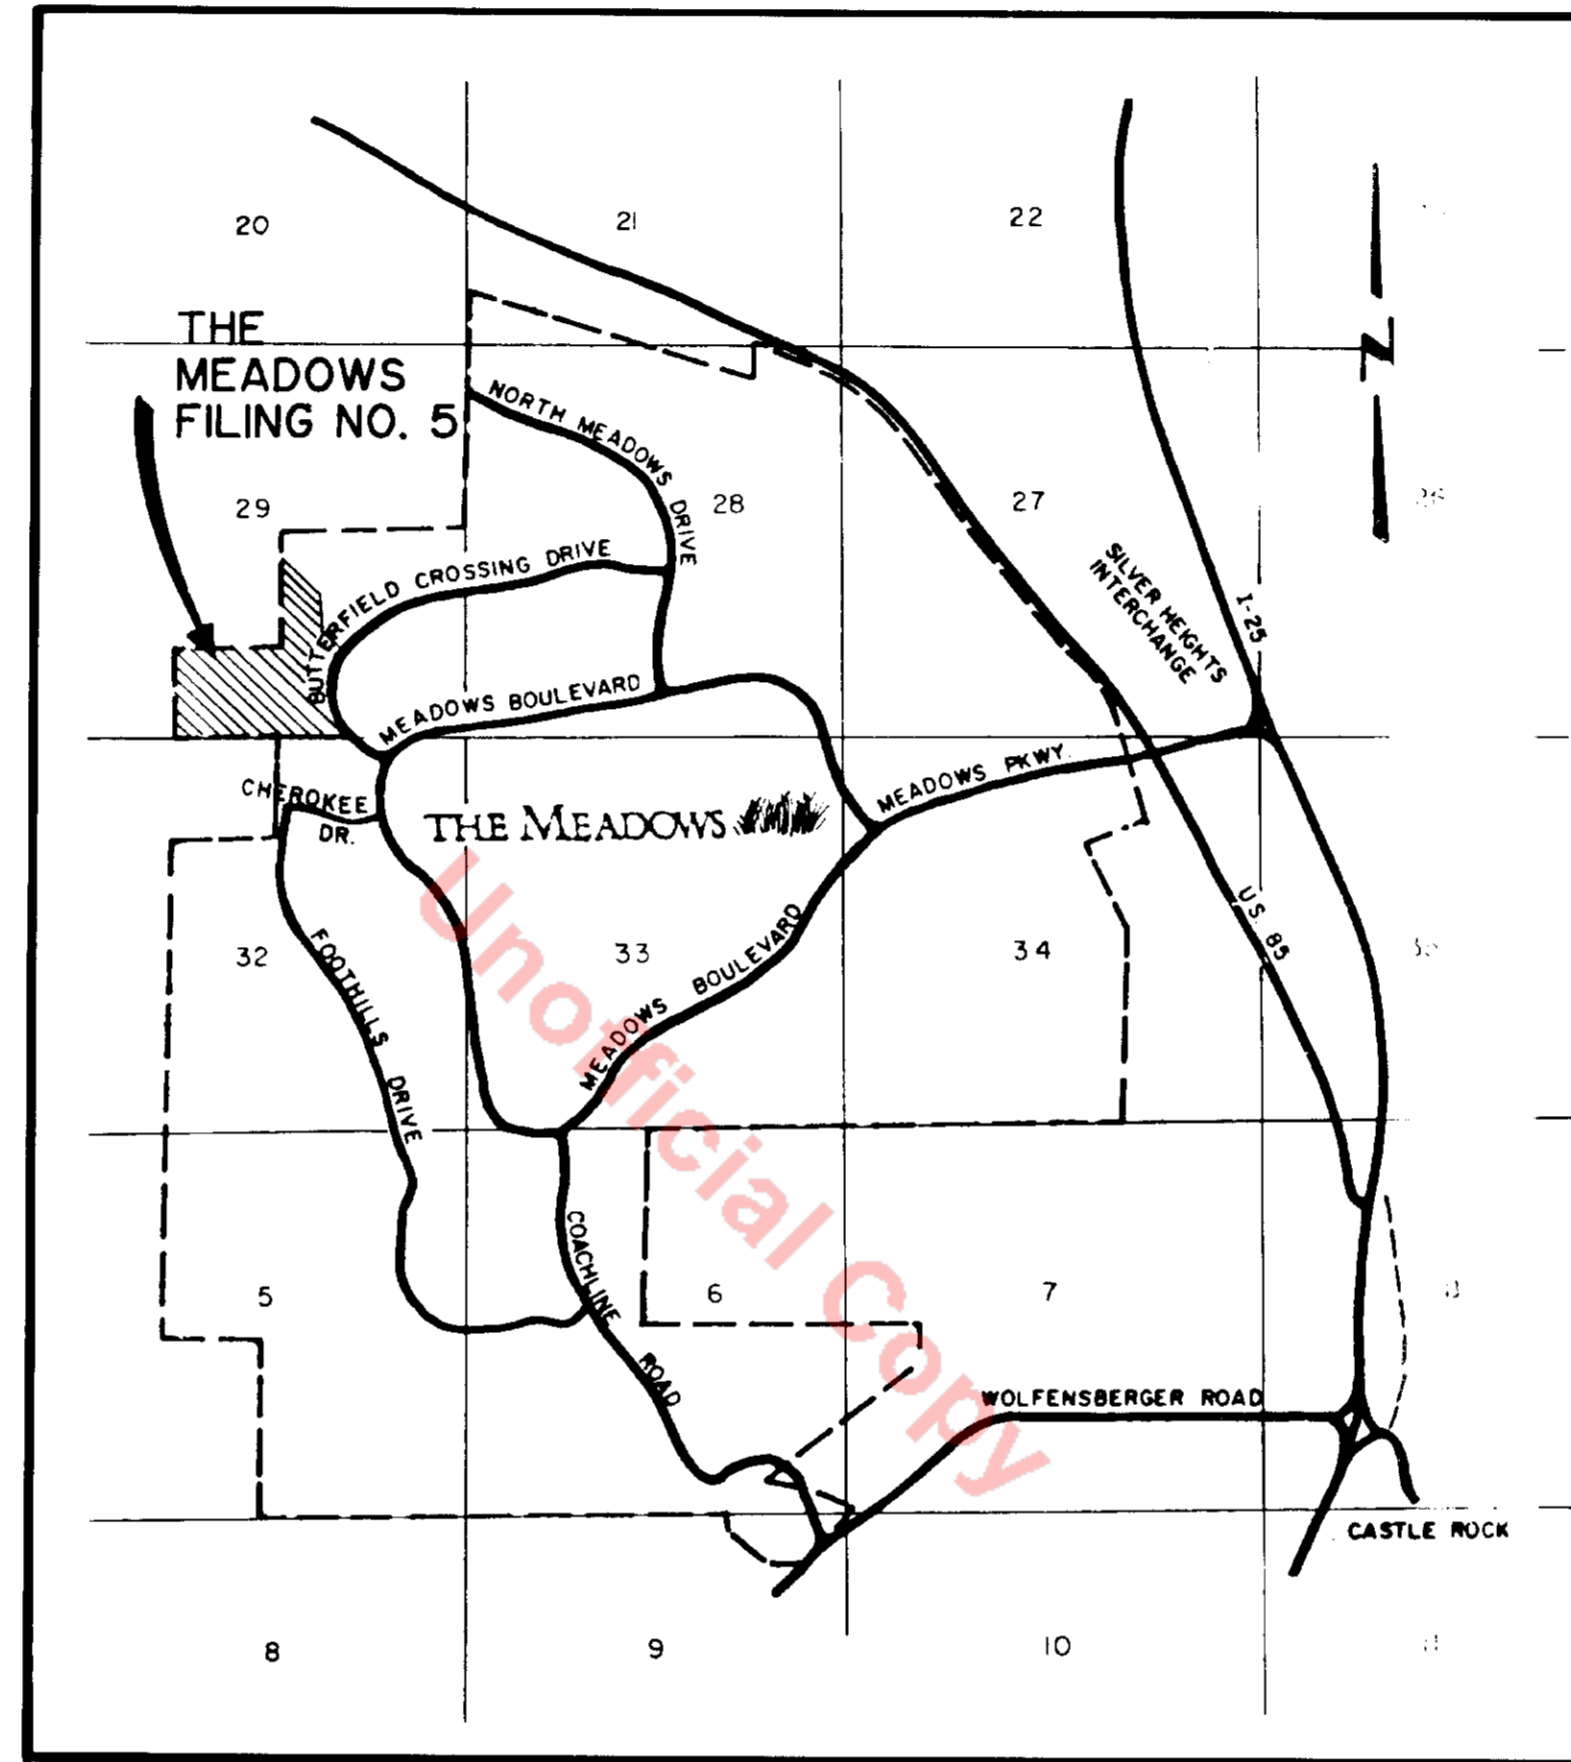 20
21
22
THE
MEADOWS
FILING NO. 5
N
NORTH MEADOWS DRIVE
29
28
27
26
BUTTERFIELD CROSSING DRIVE
SILVER HEIGHTS
INTERCHANGE
I-25
MEADOWS BOULEVARD
MEADOWS PKWY.
CHEROKEE
DR.
THE MEADOWS
U.S. 85
32
33
34
FOOTHILLS DRIVE
MEADOWS BOULEVARD
Unofficial Copy
COACHLINE ROAD
5
6
7
WOLFENSBERGER ROAD
CASTLE ROCK
8
9
10